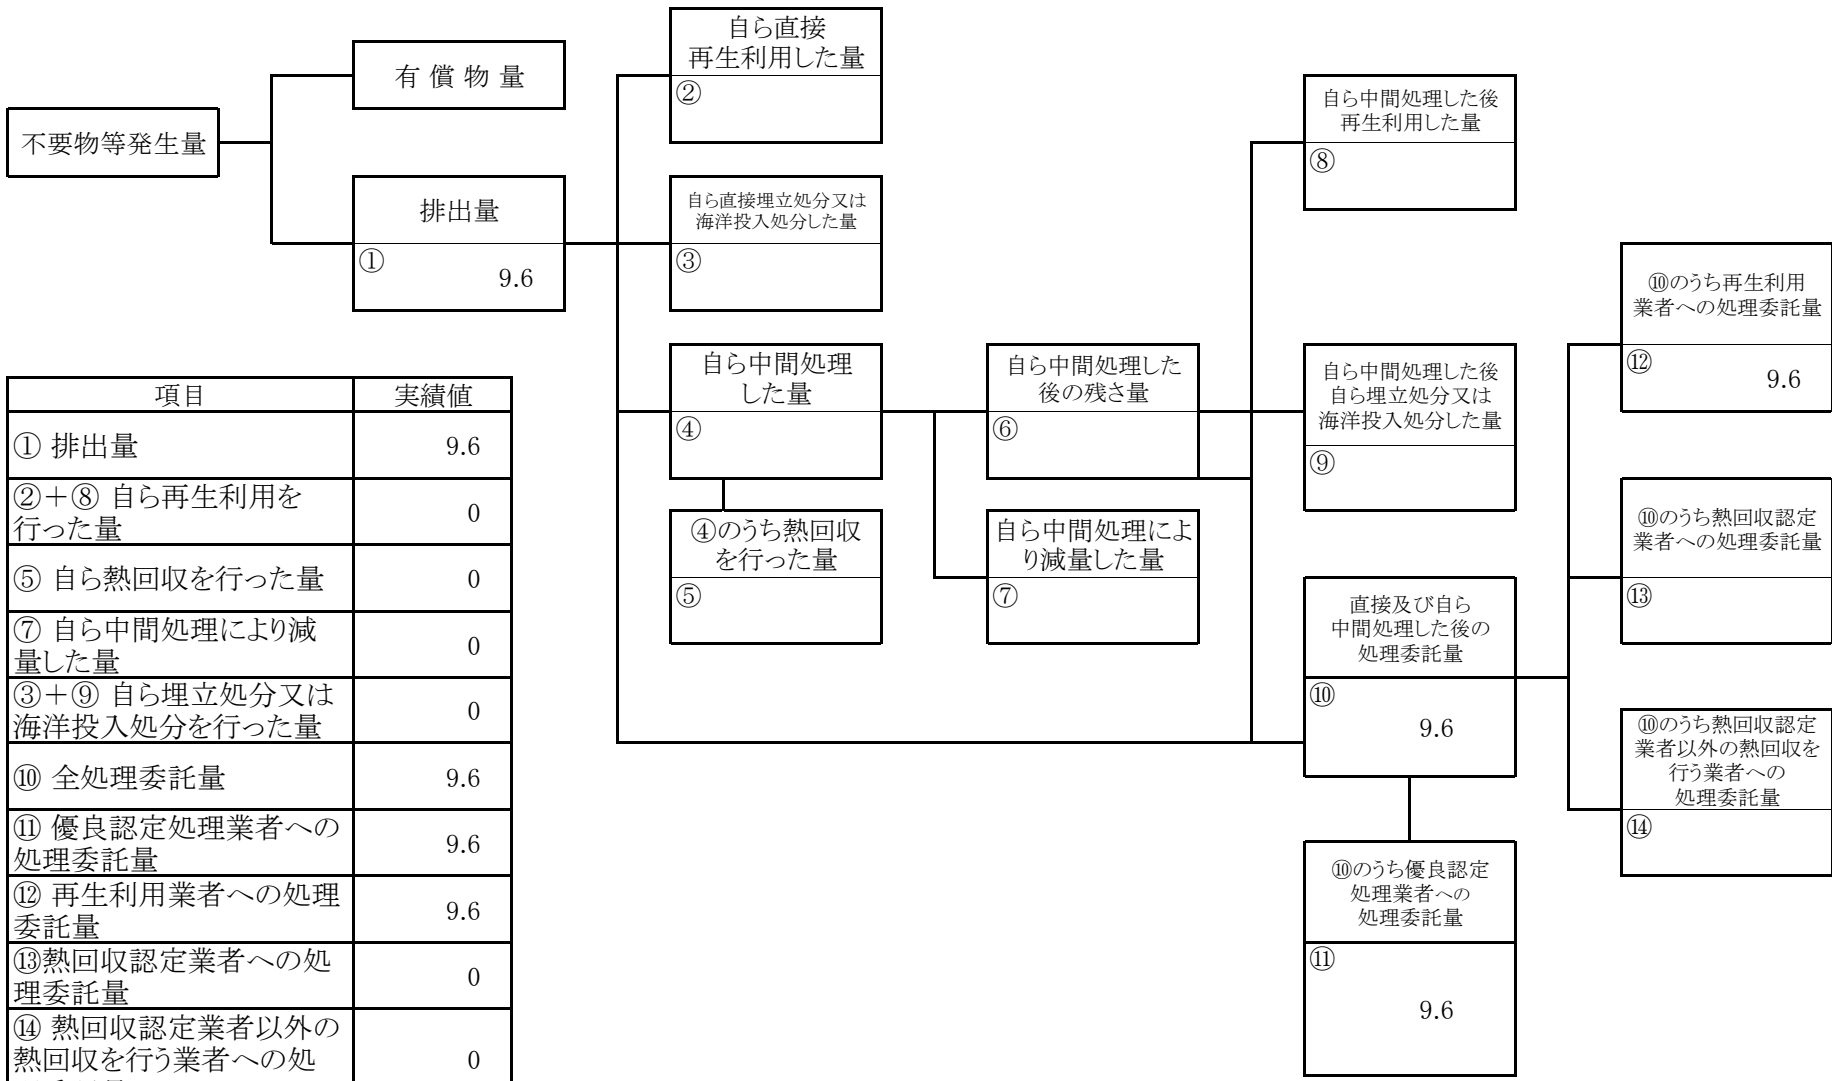 自ら直接
再生利用した量
②
有償物量
不要物等発生量
自ら中間処理した後
再生利用した量
⑧
排出量
①
9.6
自ら直接埋立処分又は
海洋投入処分した量
③
⑩のうち再生利用
業者への処理委託量
⑫
9.6
自ら中間処理
した量
④
自ら中間処理した
後の残さ量
⑥
自ら中間処理した後
自ら埋立処分又は
海洋投入処分した量
⑨
④のうち熱回収
を行った量
⑤
自ら中間処理によ
り減量した量
⑦
⑩のうち熱回収認定
業者への処理委託量
⑬
直接及び自ら
中間処理した後の
処理委託量
⑩
9.6
⑩のうち熱回収認定
業者以外の熱回収を
行う業者への
処理委託量
⑭
⑩のうち優良認定
処理業者への
処理委託量
⑪
9.6
項目 実績値
① 排出量 9.6
②+⑧ 自ら再生利用を
行った量 0
⑤ 自ら熱回収を行った量 0
⑦ 自ら中間処理により減
量した量 0
③+⑨ 自ら埋立処分又は
海洋投入処分を行った量 0
⑩ 全処理委託量 9.6
⑪ 優良認定処理業者への
処理委託量 9.6
⑫ 再生利用業者への処理
委託量 9.6
⑬熱回収認定業者への処
理委託量 0
⑭ 熱回収認定業者以外の
熱回収を行う業者への処 0